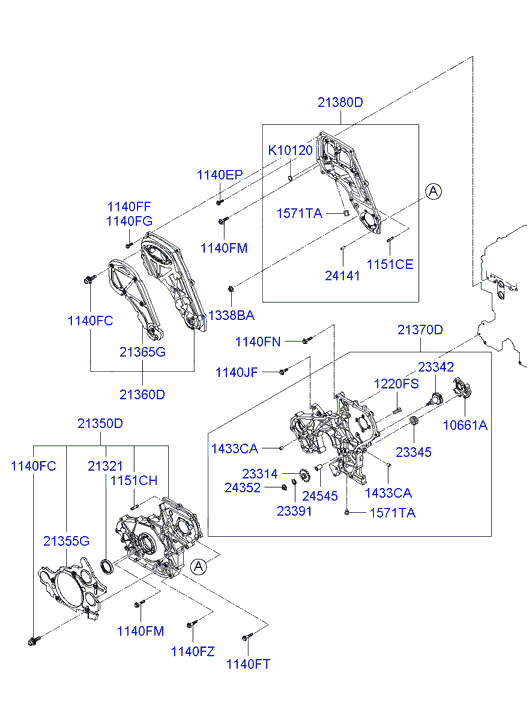 21380D
K10120
1140EP
1140FF
1140FG
A
1571TA
1140FM
24141
1151CE
1338BA
1140FC
21370D
1140FN
21365G
23342
1140JF
1220FS
21360D
10661A
21350D
1433CA
23345
1140FC
21321
23314
1151CH
24352
24545
1433CA
23391
1571TA
21355G
A
1140FM
1140FZ
1140FT